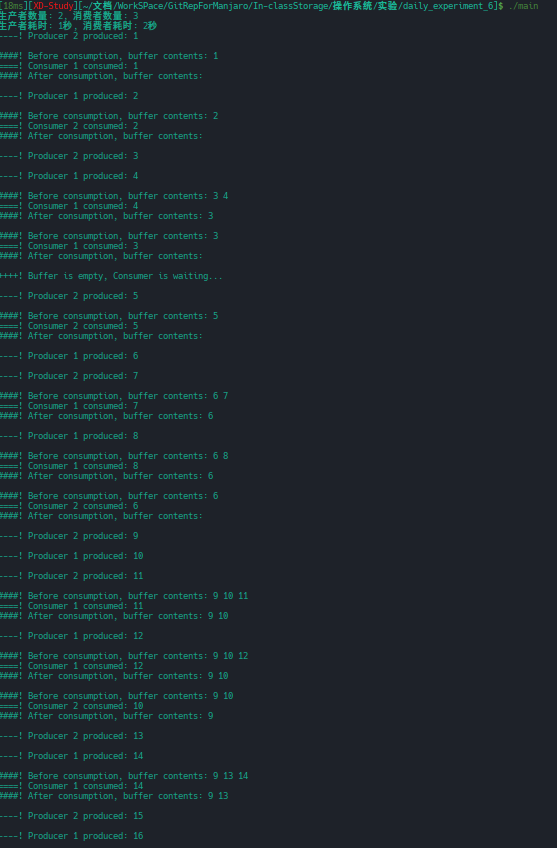 [18ms][XD-Study][~/文档/WorkSPace/GitRepForManjaro/In-classStorage/操作系统/实验/daily_experiment_6]$ ./main
生产者数量: 2, 消费者数量: 3
生产者耗时: 1秒, 消费者耗时: 2秒
----! Producer 2 produced: 1
####! Before consumption, buffer contents: 1
====! Consumer 1 consumed: 1
####! After consumption, buffer contents:
----! Producer 1 produced: 2
####! Before consumption, buffer contents: 2
====! Consumer 2 consumed: 2
####! After consumption, buffer contents:
----! Producer 2 produced: 3
----! Producer 1 produced: 4
####! Before consumption, buffer contents: 3 4
====! Consumer 1 consumed: 4
####! After consumption, buffer contents: 3
####! Before consumption, buffer contents: 3
====! Consumer 1 consumed: 3
####! After consumption, buffer contents:
++++! Buffer is empty, Consumer is waiting...
----! Producer 2 produced: 5
####! Before consumption, buffer contents: 5
====! Consumer 2 consumed: 5
####! After consumption, buffer contents:
----! Producer 1 produced: 6
----! Producer 2 produced: 7
####! Before consumption, buffer contents: 6 7
====! Consumer 1 consumed: 7
####! After consumption, buffer contents: 6
----! Producer 1 produced: 8
####! Before consumption, buffer contents: 6 8
====! Consumer 1 consumed: 8
####! After consumption, buffer contents: 6
####! Before consumption, buffer contents: 6
====! Consumer 2 consumed: 6
####! After consumption, buffer contents:
----! Producer 2 produced: 9
----! Producer 1 produced: 10
----! Producer 2 produced: 11
####! Before consumption, buffer contents: 9 10 11
====! Consumer 1 consumed: 11
####! After consumption, buffer contents: 9 10
----! Producer 1 produced: 12
####! Before consumption, buffer contents: 9 10 12
====! Consumer 1 consumed: 12
####! After consumption, buffer contents: 9 10
####! Before consumption, buffer contents: 9 10
====! Consumer 2 consumed: 10
####! After consumption, buffer contents: 9
----! Producer 2 produced: 13
----! Producer 1 produced: 14
####! Before consumption, buffer contents: 9 13 14
====! Consumer 1 consumed: 14
####! After consumption, buffer contents: 9 13
----! Producer 2 produced: 15
----! Producer 1 produced: 16